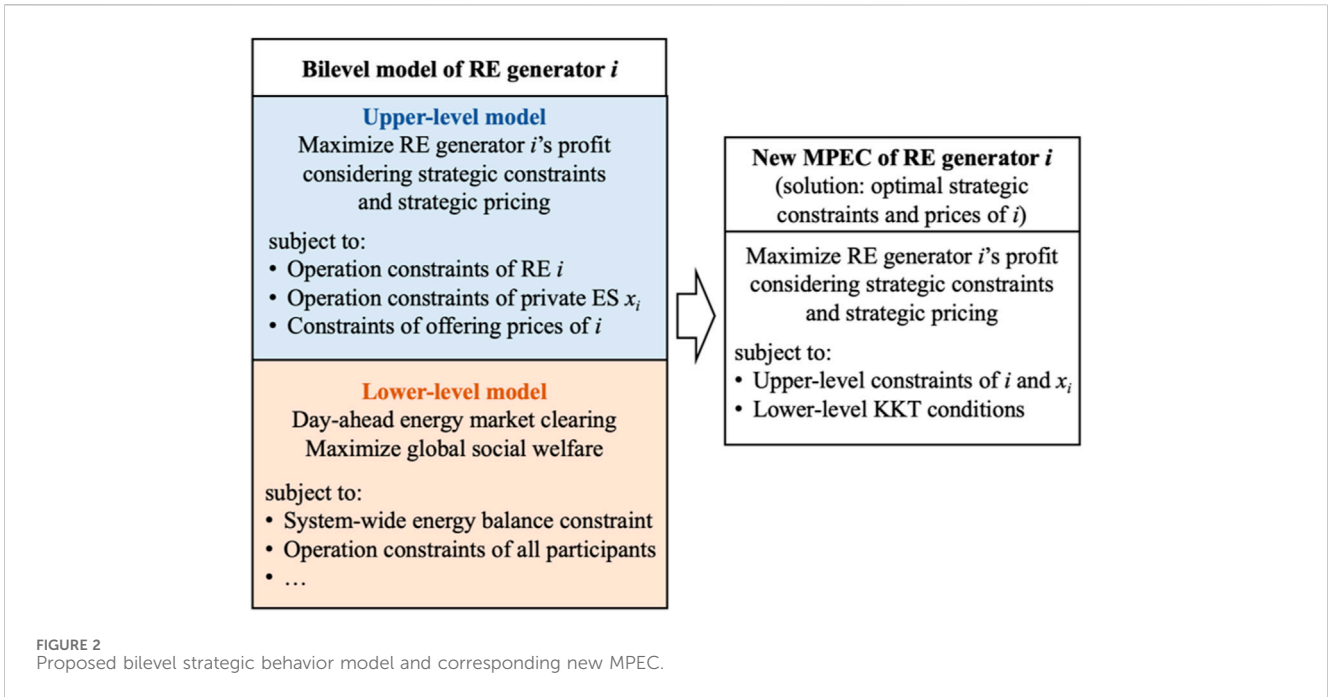 Bilevel model of RE generator i
Upper-level model
Maximize RE generator i's profit
considering strategic constraints
and strategic pricing
subject to:
• Operation constraints of RE i
• Operation constraints of private ES xᵢ
• Constraints of offering prices of i
Lower-level model
Day-ahead energy market clearing
Maximize global social welfare
subject to:
• System-wide energy balance constraint
• Operation constraints of all participants
• …
New MPEC of RE generator i
(solution: optimal strategic
constraints and prices of i)
Maximize RE generator i's profit
considering strategic constraints
and strategic pricing
subject to:
• Upper-level constraints of i and xᵢ
• Lower-level KKT conditions
FIGURE 2
Proposed bilevel strategic behavior model and corresponding new MPEC.